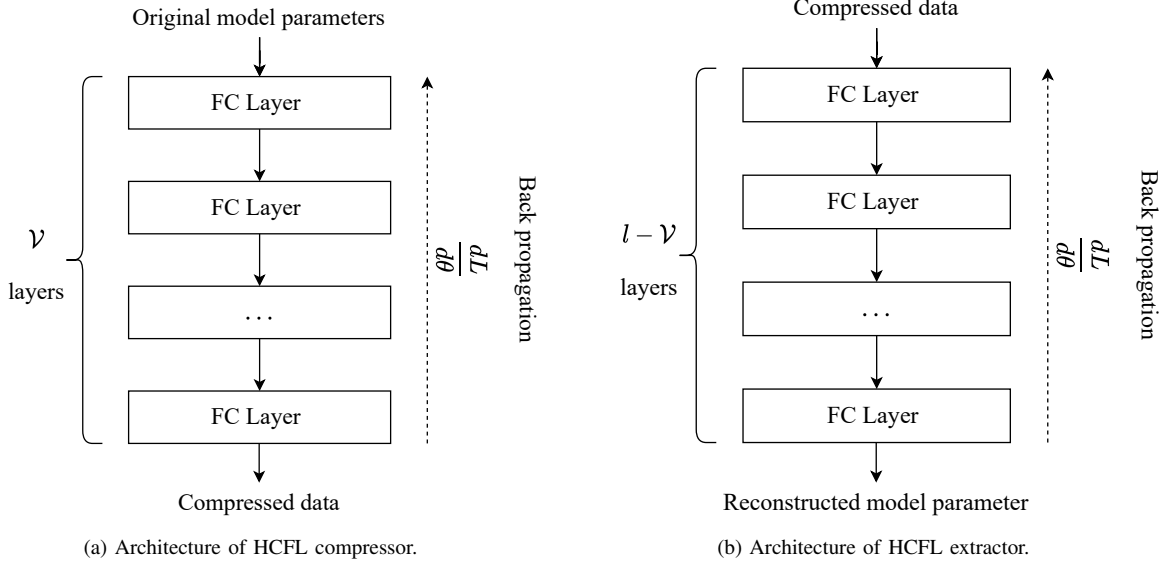 Original model parameters
FC Layer
FC Layer
. . .
FC Layer
𝒱
layers
dL
dθ
Back propagation
Compressed data
(a) Architecture of HCFL compressor.
Compressed data
FC Layer
FC Layer
. . .
FC Layer
l − 𝒱
layers
dL
dθ
Back propagation
Reconstructed model parameter
(b) Architecture of HCFL extractor.